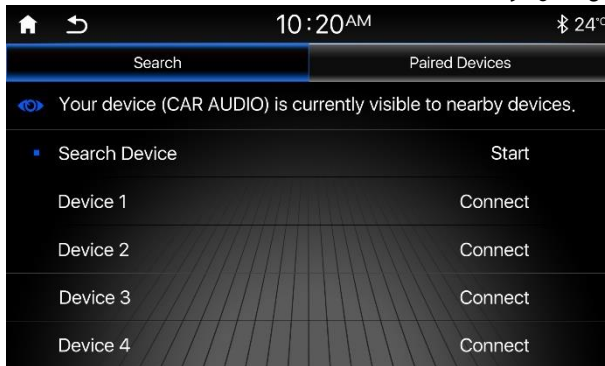 10:20AM 24°C
Search Paired Devices
Your device (CAR AUDIO) is currently visible to nearby devices.
Search Device Start
Device 1 Connect
Device 2 Connect
Device 3 Connect
Device 4 Connect